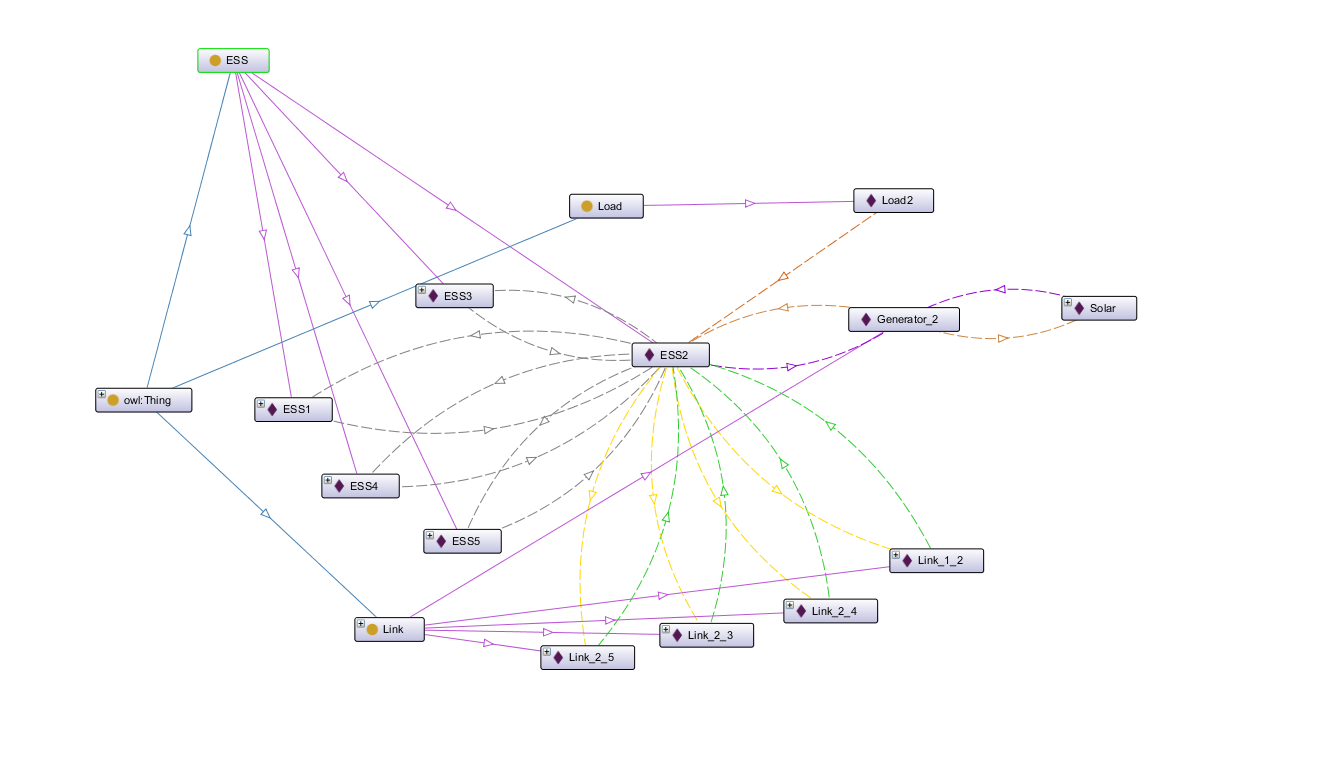 ESS
Load
Load2
ESS3
Solar
Generator_2
ESS2
owl:Thing
ESS1
ESS4
ESS5
Link_1_2
Link_2_4
Link
Link_2_3
Link_2_5